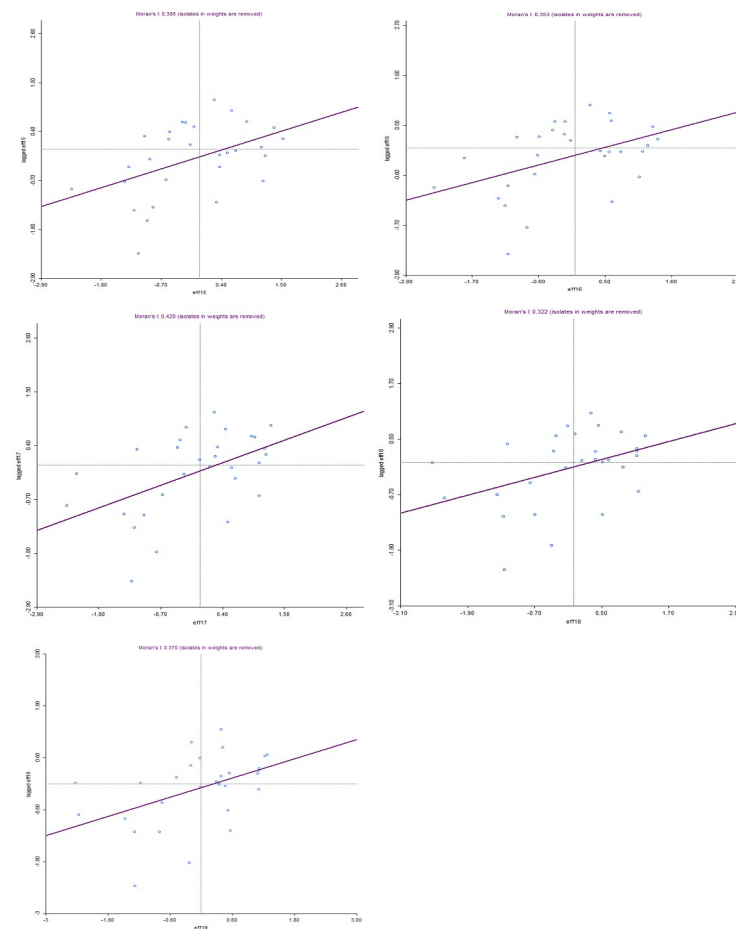 Moran's I: 0.385 (isolates in weights are removed)
2.60
1.50
0.40
-0.70
-1.80
-2.90
lagged eff15
-2.90 -1.80 -0.70 0.40 1.50 2.60
eff15
Moran's I: 0.353 (isolates in weights are removed)
2.70
1.60
0.50
-0.60
-1.70
-2.80
lagged eff16
-2.80 -1.70 -0.60 0.50 1.60
eff16
Moran's I: 0.420 (isolates in weights are removed)
2.60
1.50
0.40
-0.70
-1.80
-2.90
lagged eff17
-2.90 -1.80 -0.70 0.40 1.50 2.60
eff17
Moran's I: 0.322 (isolates in weights are removed)
2.90
1.70
0.50
-0.70
-1.90
-3.10
lagged eff18
-3.10 -1.90 -0.70 0.50 1.70
eff18
Moran's I: 0.370 (isolates in weights are removed)
3.00
1.80
0.60
-0.60
-1.80
-3
lagged eff19
-3 -1.80 -0.60 0.60 1.80 3.00
eff19